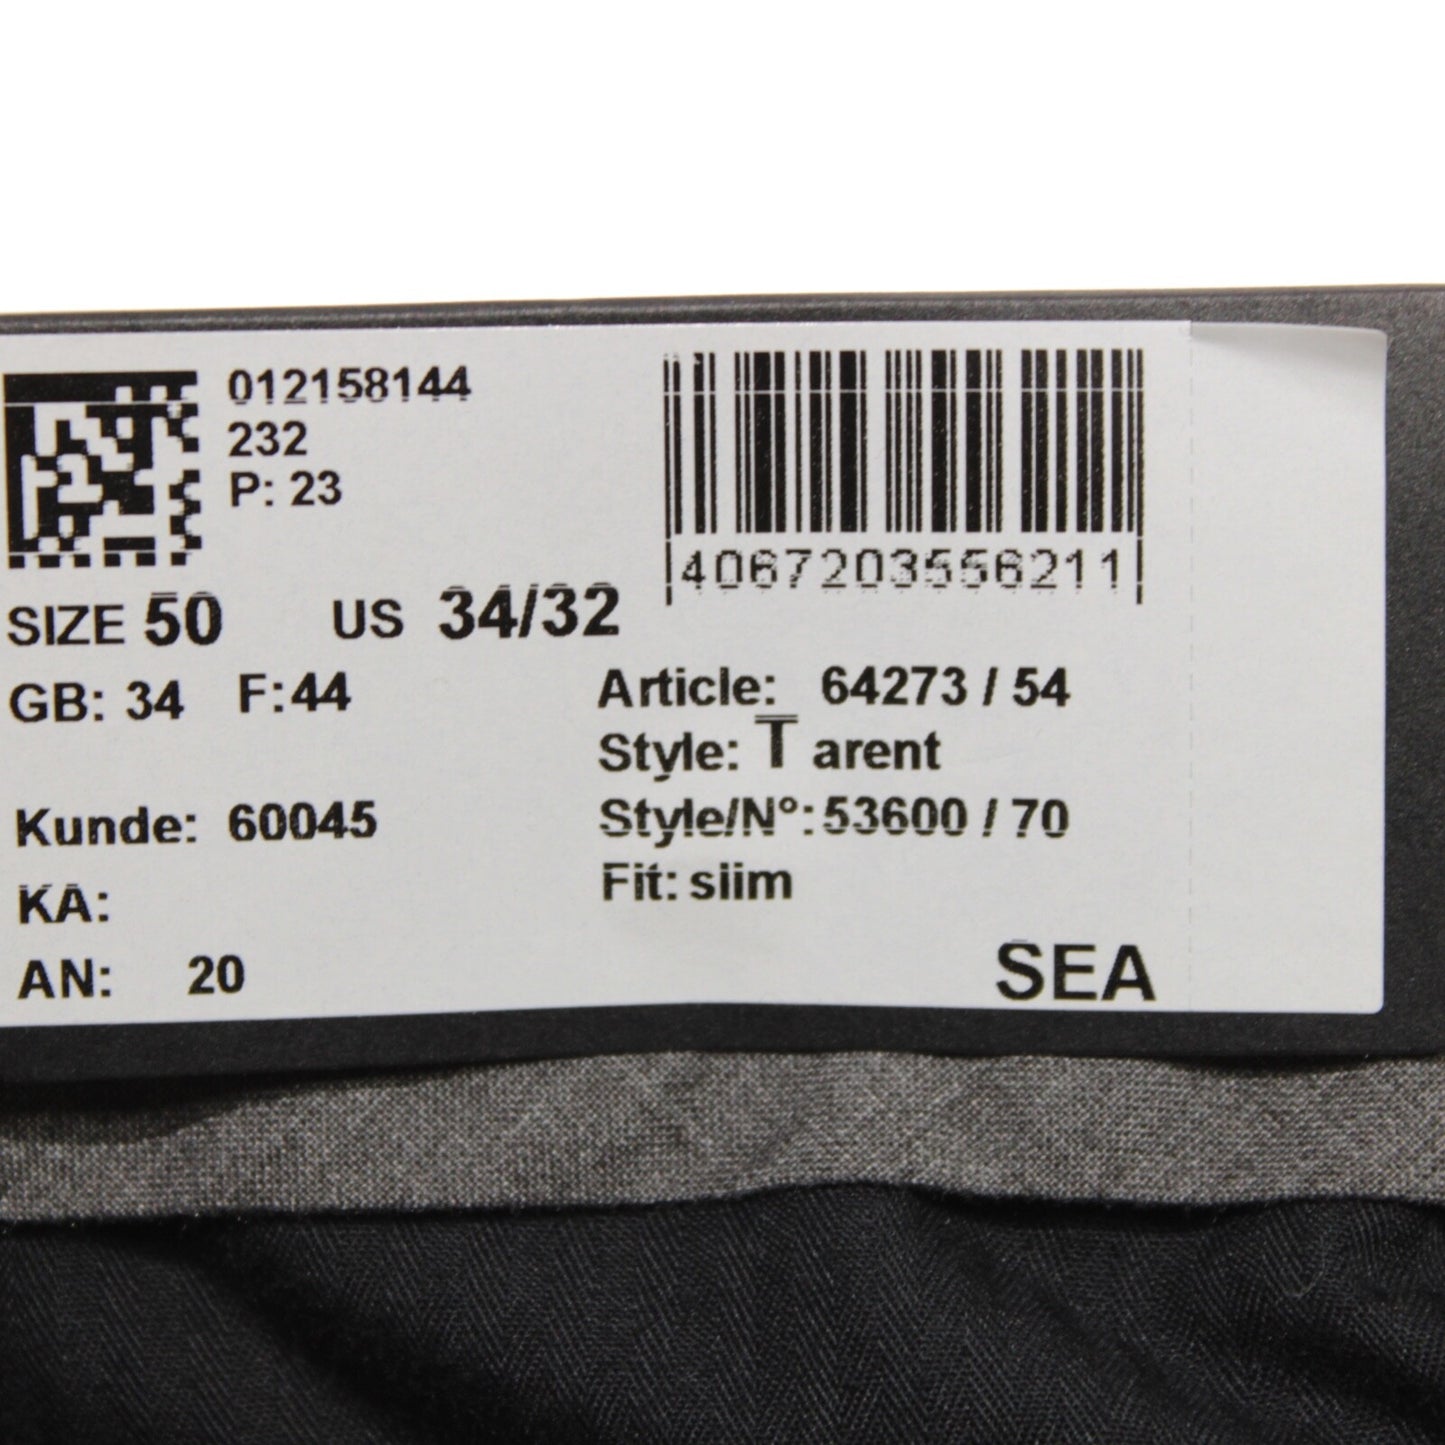 012158144
232
P: 23
4067203556211
SIZE 50 US 34/32
GB: 34 F:44
Article: 64273 / 54
Style: T arent
Kunde: 60045
Style/N°:53600 / 70
KA:
Fit: slim
AN: 20
SEA